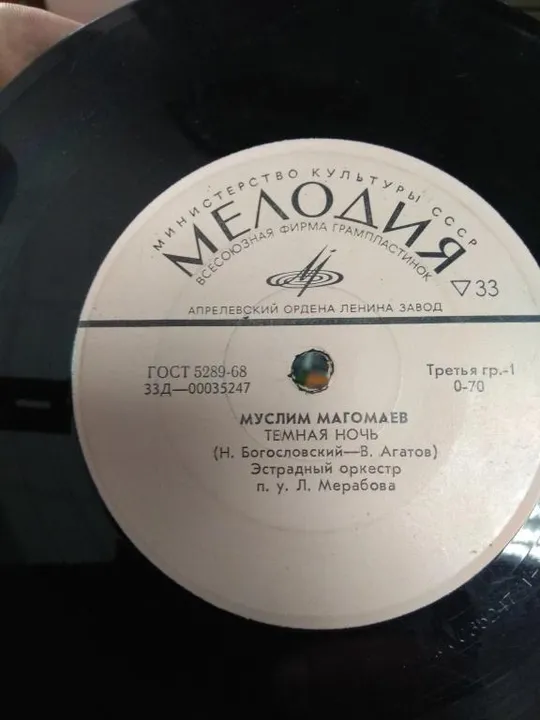 МИНИСТЕРСТВО КУЛЬТУРЫ СССР
МЕЛОДИЯ
ВСЕСОЮЗНАЯ ФИРМА ГРАМПЛАСТИНОК
▽33
АПРЕЛЕВСКИЙ ОРДЕНА ЛЕНИНА ЗАВОД
ГОСТ 5289-68
33Д—00035247
Третья гр.-1
0-70
МУСЛИМ МАГОМАЕВ
ТЕМНАЯ НОЧЬ
(Н. Богословский—В. Агатов)
Эстрадный оркестр
п. у. Л. Мерабова